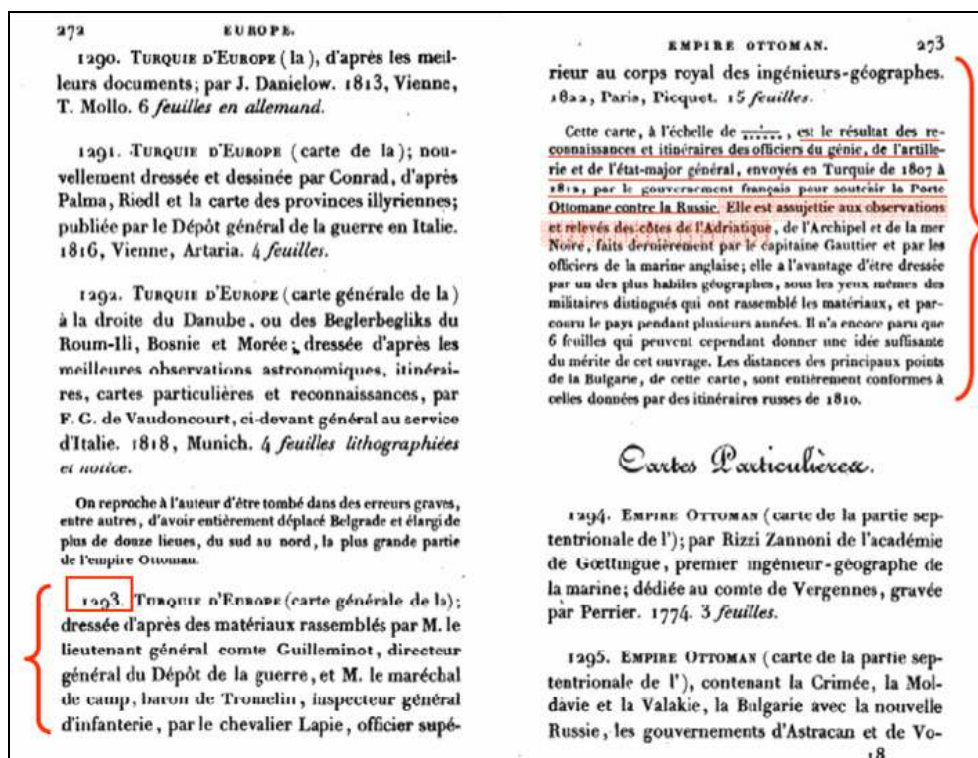 272 EUROPE.
1290. TURQUIE D'EUROPE (la), d'après les meil-
leurs documents; par J. Danielow. 1813, Vienne,
T. Mollo. 6 feuilles en allemand.
1291. TURQUIE D'EUROPE (carte de la); nou-
vellement dressée et dessinée par Conrad, d'après
Palma, Riedl et la carte des provinces illyriennes;
publiée par le Dépôt général de la guerre en Italie.
1816, Vienne, Artaria. 4 feuilles.
1292. TURQUIE D'EUROPE (carte générale de la)
à la droite du Danube, ou des Beglerbegliks du
Roum-Ili, Bosnie et Morée; dressée d'après les
meilleures observations astronomiques, itinérai-
res, cartes particulières et reconnaissances, par
F. G. de Vaudoncourt, ci-devant général au service
d'Italie. 1818, Munich. 4 feuilles lithographiées
et notice.
On reproche à l'auteur d'être tombé dans des erreurs graves,
entre autres, d'avoir entièrement déplacé Belgrade et élargi de
plus de douze lieues, du sud au nord, la plus grande partie
de l'empire Ottoman.
1293. TURQUIE D'EUROPE (carte générale de la);
dressée d'après des matériaux rassemblés par M. le
lieutenant général comte Guilleminot, directeur
général du Dépôt de la guerre, et M. le maréchal
de camp, baron de Tromelin, inspecteur général
d'infanterie, par le chevalier Lapie, officier supé-
EMPIRE OTTOMAN. 273
rieur au corps royal des ingénieurs-géographes.
1822, Paris, Picquet. 15 feuilles.
Cette carte, à l'échelle de , est le résultat des re-
connaissances et itinéraires des officiers du génie, de l'artille-
rie et de l'état-major général, envoyés en Turquie de 1807 à
1812, par le gouvernement français pour soutenir la Porte
Ottomane contre la Russie. Elle est assujettie aux observations
et relevés des côtes de l'Adriatique, de l'Archipel et de la mer
Noire, faits dernièrement par le capitaine Gauttier et par les
officiers de la marine anglaise; elle a l'avantage d'être dressée
par un des plus habiles géographes, sous les yeux mêmes des
militaires distingués qui ont rassemblé les matériaux, et par-
couru le pays pendant plusieurs années. Il n'a encore paru que
6 feuilles qui peuvent cependant donner une idée suffisante
du mérite de cet ouvrage. Les distances des principaux points
de la Bulgarie, de cette carte, sont entièrement conformes à
celles données par des itinéraires russes de 1810.
Cartes Particulières.
1294. EMPIRE OTTOMAN (carte de la partie sep-
tentrionale de l'); par Rizzi Zannoni de l'académie
de Gœttingue, premier ingénieur-géographe de
la marine; dédiée au comte de Vergennes, gravée
par Perrier. 1774. 3 feuilles.
1295. EMPIRE OTTOMAN (carte de la partie sep-
tentrionale de l'), contenant la Crimée, la Mol-
davie et la Valakie, la Bulgarie avec la nouvelle
Russie, les gouvernements d'Astracan et de Vo-
18